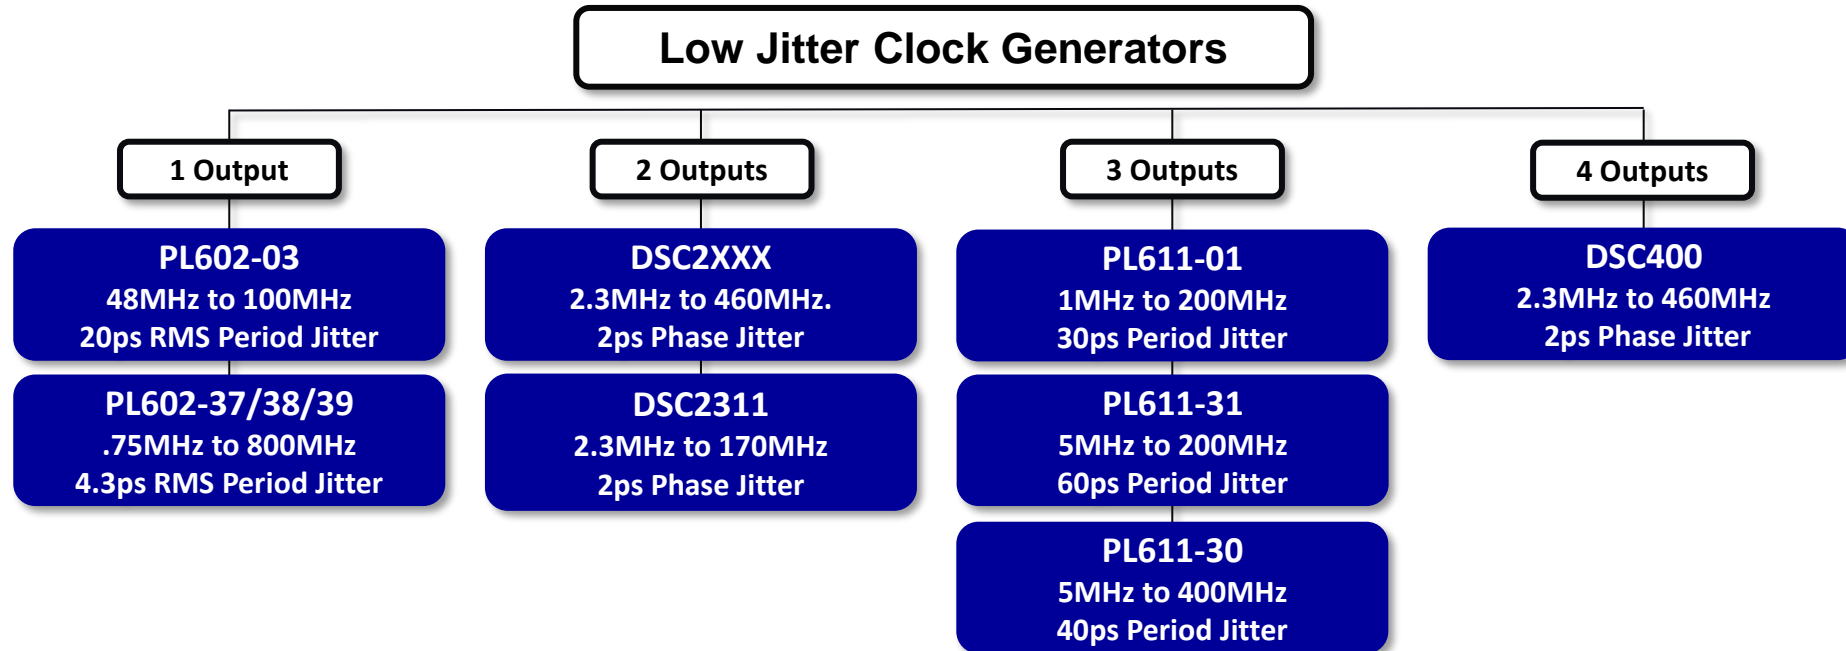 Low Jitter Clock Generators
1 Output
PL602-03
48MHz to 100MHz
20ps RMS Period Jitter
PL602-37/38/39
.75MHz to 800MHz
4.3ps RMS Period Jitter
2 Outputs
DSC2XXX
2.3MHz to 460MHz.
2ps Phase Jitter
DSC2311
2.3MHz to 170MHz
2ps Phase Jitter
3 Outputs
PL611-01
1MHz to 200MHz
30ps Period Jitter
PL611-31
5MHz to 200MHz
60ps Period Jitter
PL611-30
5MHz to 400MHz
40ps Period Jitter
4 Outputs
DSC400
2.3MHz to 460MHz
2ps Phase Jitter